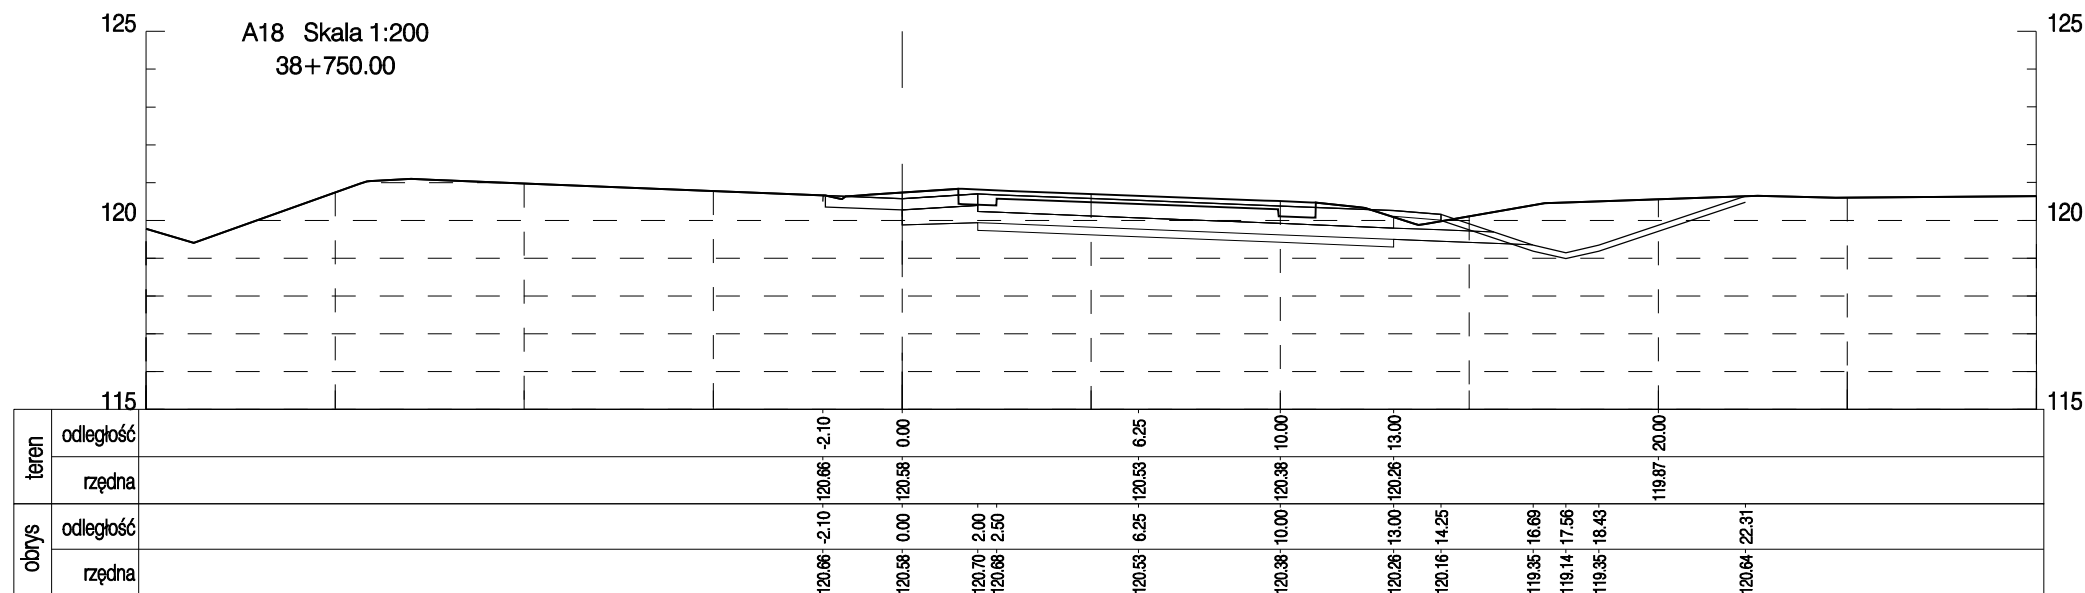 125 125
A18 Skala 1:200
38+750.00
120 120
115 115
teren
odległość -2.10 0.00 6.25 10.00 13.00 20.00
rzędna 120.66 120.58 120.53 120.38 120.26 119.87
obrys
odległość -2.10 0.00 2.00 2.50 6.25 10.00 13.00 14.25 16.69 17.56 18.43 22.31
rzędna 120.66 120.58 120.70 120.68 120.53 120.38 120.26 120.16 119.35 119.14 119.35 120.64